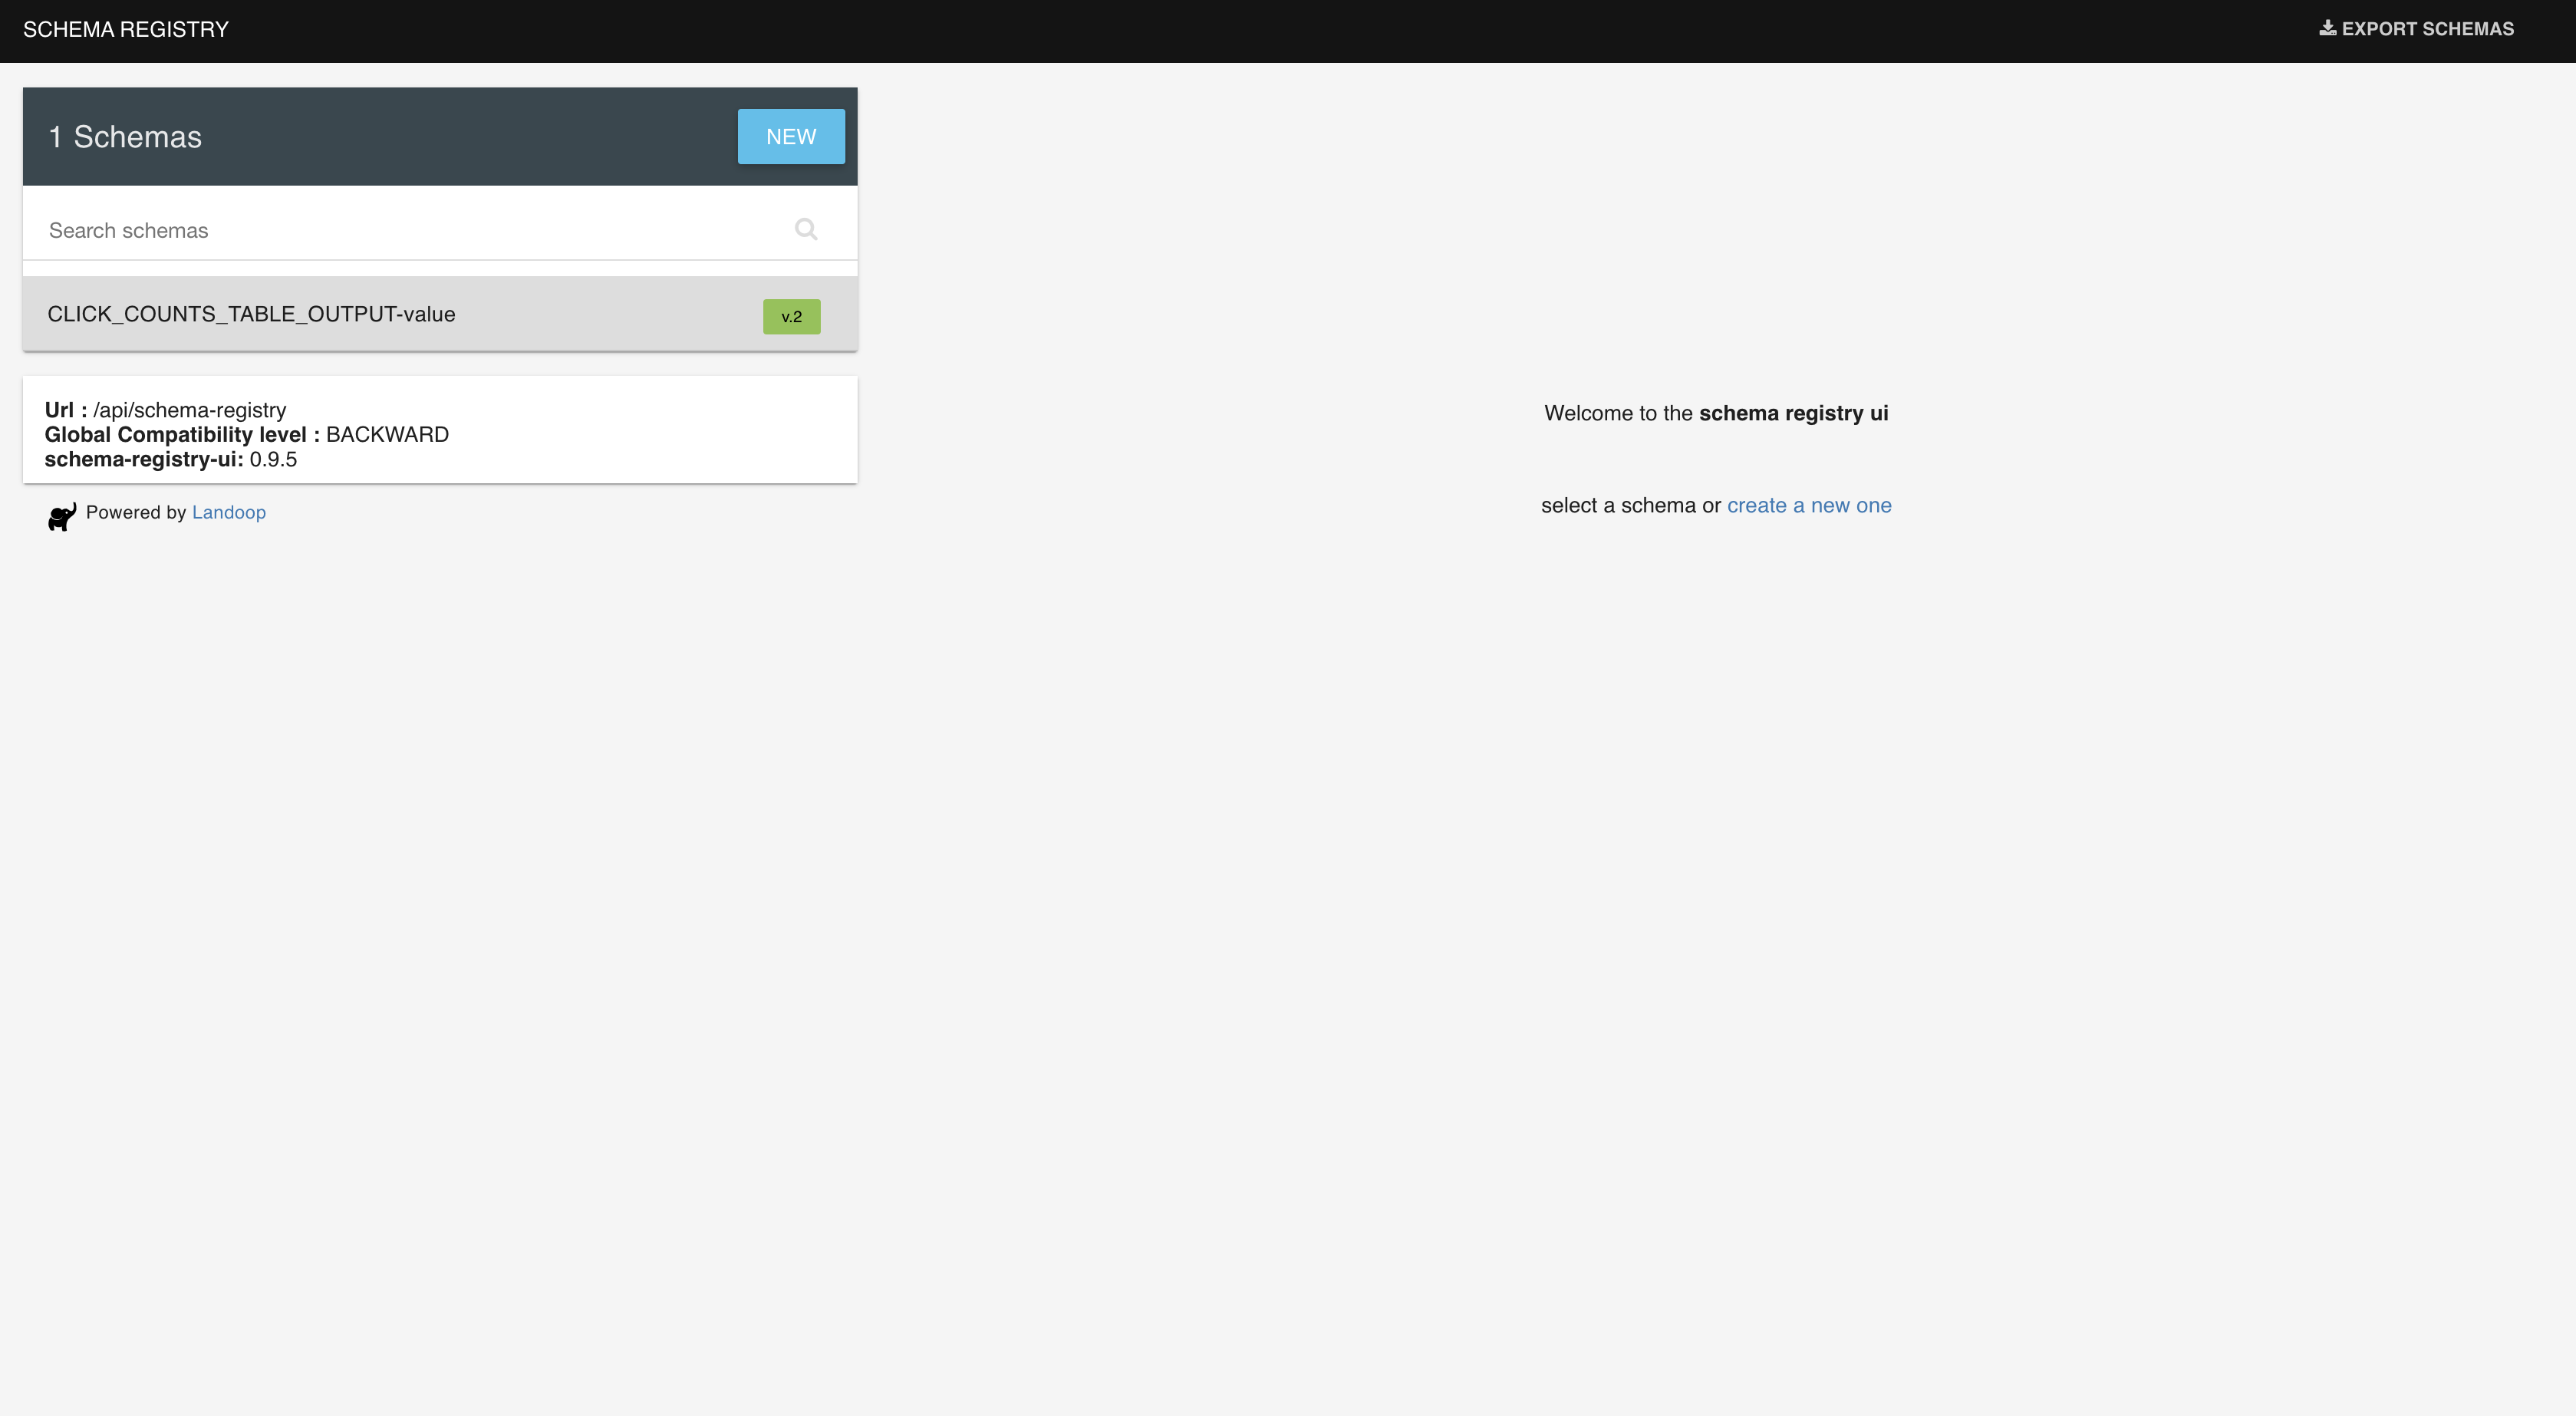 SCHEMA REGISTRY
EXPORT SCHEMAS
1 Schemas
NEW
Search schemas
CLICK_COUNTS_TABLE_OUTPUT-value
v.2
Url : /api/schema-registry
Global Compatibility level : BACKWARD
schema-registry-ui: 0.9.5
Powered by Landoop
Welcome to the schema registry ui
select a schema or create a new one